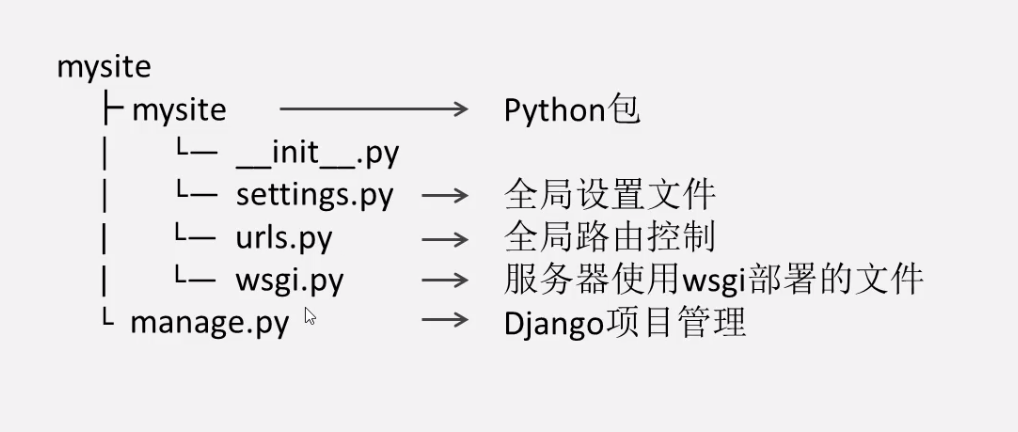 mysite
├ mysite ⟶ Python包
│ └─ __init__.py
│ └─ settings.py → 全局设置文件
│ └─ urls.py → 全局路由控制
│ └─ wsgi.py → 服务器使用wsgi部署的文件
└ manage.py → Django项目管理